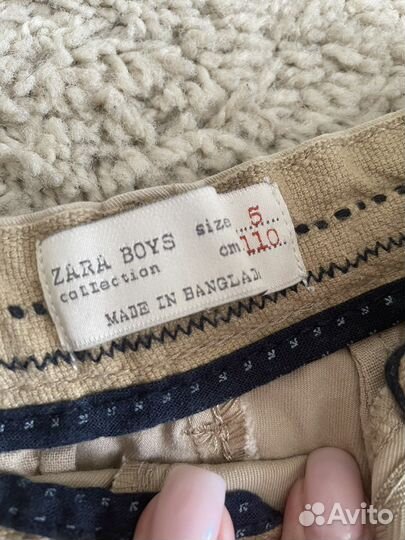 ZARA BOYS size 5
collection cm 110
MADE IN BANGLAD
Avito